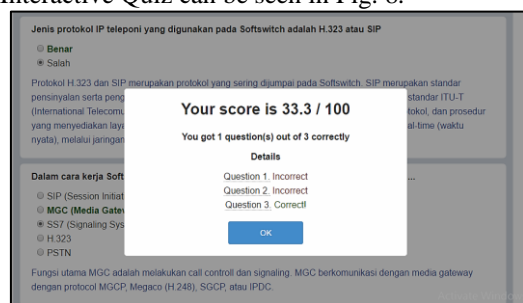 Interactive Quiz can be seen in Fig. 8.
Jenis protokol IP teleponi yang digunakan pada Softswitch adalah H.323 atau SIP
Benar
Salah
Protokol H.323 dan SIP merupakan protokol yang sering dijumpai pada Softswitch. SIP merupakan standar
pensinyalan serta peng standar ITU-T
(International Telecomu tokol, dan prosedur
yang menyediakan laya al-time (waktu
nyata), melalui jaringan
Your score is 33.3 / 100
You got 1 question(s) out of 3 correctly
Details
Question 1. Incorrect
Question 2. Incorrect
Question 3. Correct!
OK
Dalam cara kerja Soft ...
SIP (Session Initiat
MGC (Media Gatew
SS7 (Signaling Sys
H.323
PSTN
Fungsi utama MGC adalah melakukan call controll dan signaling. MGC berkomunikasi dengan media gateway
dengan protocol MGCP, Megaco (H.248), SGCP, atau IPDC.